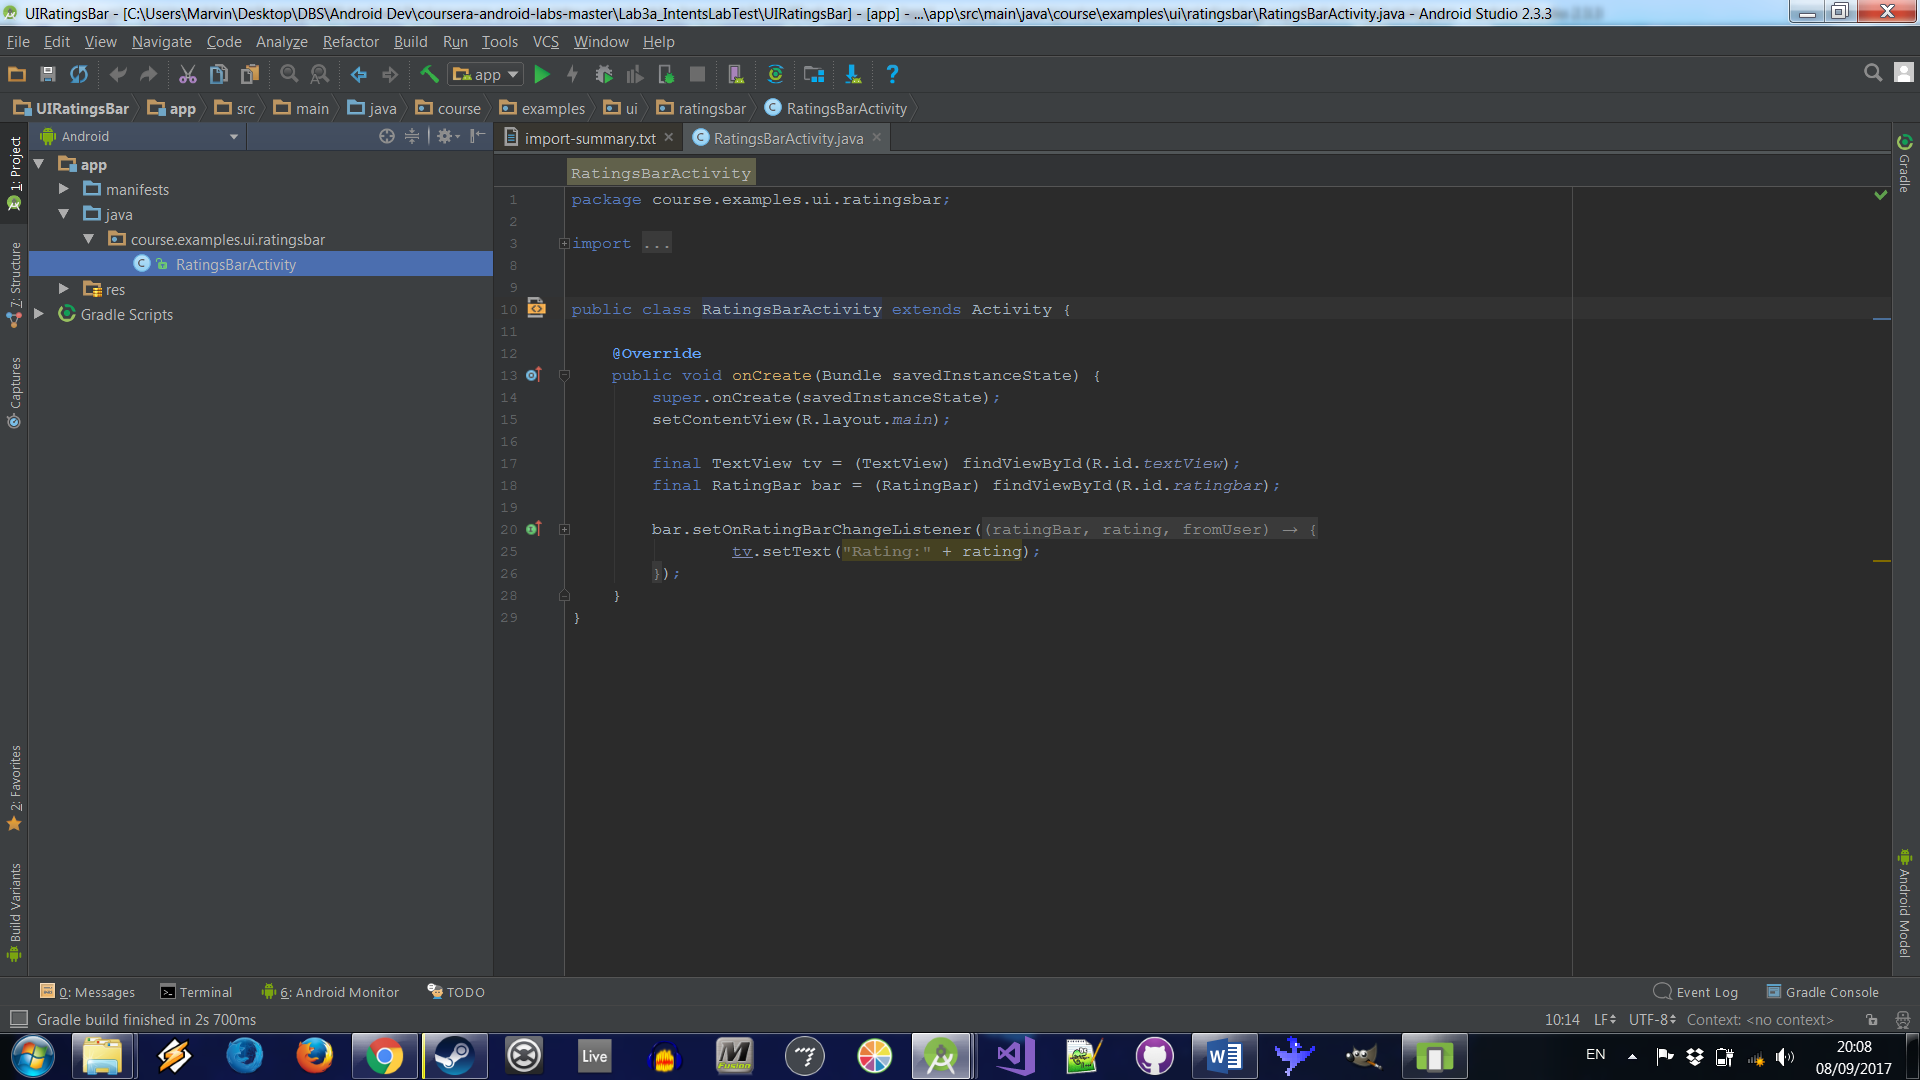 UIRatingsBar - [C:\Users\Marvin\Desktop\DBS\Android Dev\coursera-android-labs-master\Lab3a_IntentsLabTest\UIRatingsBar] - [app] - ...\app\src\main\java\course\examples\ui\ratingsbar\RatingsBarActivity.java - Android Studio 2.3.3
File Edit View Navigate Code Analyze Refactor Build Run Tools VCS Window Help
app
UIRatingsBar app src main java course examples ui ratingsbar RatingsBarActivity
Android
import-summary.txt RatingsBarActivity.java
1: Project
7: Structure
Captures
2: Favorites
Build Variants
app
manifests
java
course.examples.ui.ratingsbar
RatingsBarActivity
res
Gradle Scripts
RatingsBarActivity
1 package course.examples.ui.ratingsbar;
2
3 import ...
8
9
10 public class RatingsBarActivity extends Activity {
11
12 @Override
13 public void onCreate(Bundle savedInstanceState) {
14 super.onCreate(savedInstanceState);
15 setContentView(R.layout.main);
16
17 final TextView tv = (TextView) findViewById(R.id.textView);
18 final RatingBar bar = (RatingBar) findViewById(R.id.ratingbar);
19
20 bar.setOnRatingBarChangeListener((ratingBar, rating, fromUser) → {
25 tv.setText("Rating:" + rating);
26 });
28 }
29 }
Gradle
Android Model
0: Messages Terminal 6: Android Monitor TODO Event Log Gradle Console
Gradle build finished in 2s 700ms 10:14 LF UTF-8 Context: <no context>
Live
Fusion
EN
20:08
08/09/2017